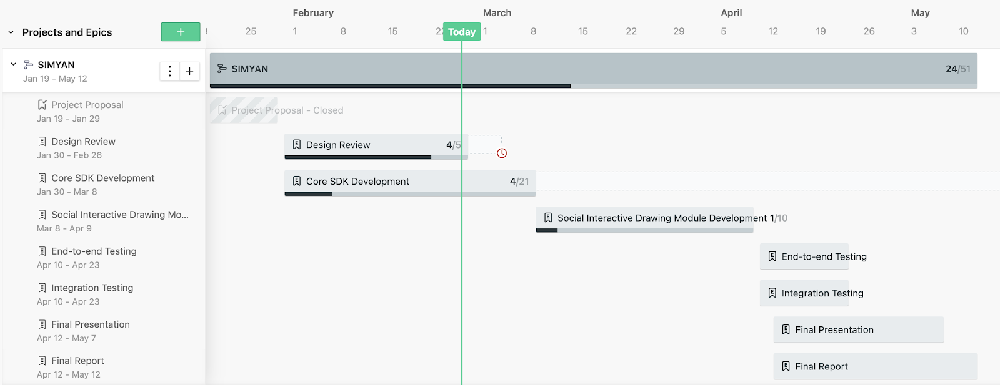 February March April May
Projects and Epics
+
25 1 8 15 Today 1 8 15 22 29 5 12 19 26 3 10
SIMYAN
Jan 19 - May 12
SIMYAN 24/51
Project Proposal
Jan 19 - Jan 29
Project Proposal - Closed
Design Review
Jan 30 - Feb 26
Design Review 4/5
Core SDK Development
Jan 30 - Mar 8
Core SDK Development 4/21
Social Interactive Drawing Mo...
Mar 8 - Apr 9
Social Interactive Drawing Module Development 1/10
End-to-end Testing
Apr 10 - Apr 23
End-to-end Testing
Integration Testing
Apr 10 - Apr 23
Integration Testing
Final Presentation
Apr 12 - May 7
Final Presentation
Final Report
Apr 12 - May 12
Final Report